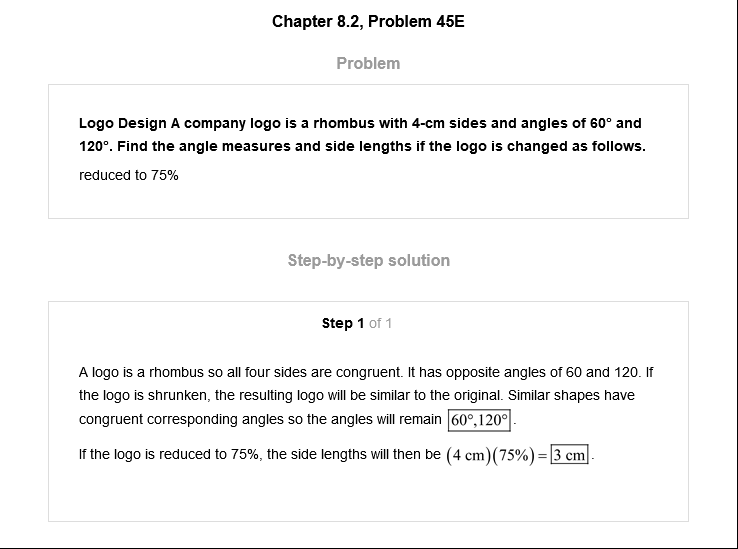 Chapter 8.2, Problem 45E
Problem
Logo Design A company logo is a rhombus with 4-cm sides and angles of 60° and
120°. Find the angle measures and side lengths if the logo is changed as follows.
reduced to 75%
Step-by-step solution
Step 1 of 1
A logo is a rhombus so all four sides are congruent. It has opposite angles of 60 and 120. If
the logo is shrunken, the resulting logo will be similar to the original. Similar shapes have
congruent corresponding angles so the angles will remain 60°,120°.
If the logo is reduced to 75%, the side lengths will then be (4 cm)(75%)=3 cm.